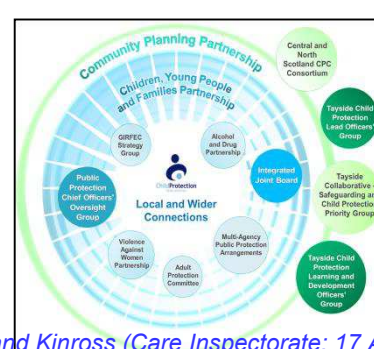 Community Planning Partnership
Children, Young People
and Families Partnership
Central and
North
Scotland CPC
Consortium
Tayside Child
Protection
Lead Officers'
Group
GIRFEC
Strategy
Group
Alcohol
and Drug
Partnership
Public
Protection
Chief Officers'
Oversight
Group
ChildProtection
Integrated
Joint Board
Tayside
Collaborative
Safeguarding an
Child Protection
Priority Group
Local and Wider
Connections
Violence
Against
Women
Partnership
Adult
Protection
Committee
Multi-Agency
Public Protection
Arrangements
Tayside Child
Protection
Learning and
Development
Officers'
Group
and Kinross (Care Inspectorate: 17 A